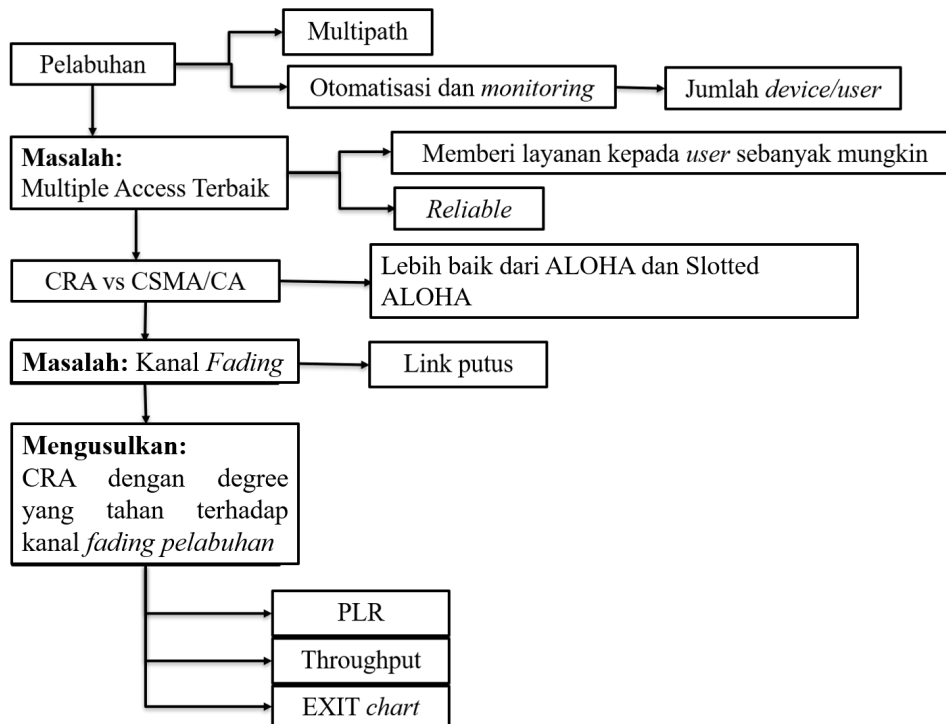 Multipath
Pelabuhan
Otomatisasi dan monitoring
Jumlah device/user
Masalah:
Multiple Access Terbaik
Memberi layanan kepada user sebanyak mungkin
Reliable
CRA vs CSMA/CA
Lebih baik dari ALOHA dan Slotted
ALOHA
Masalah: Kanal Fading
Link putus
Mengusulkan:
CRA dengan degree
yang tahan terhadap
kanal fading pelabuhan
PLR
Throughput
EXIT chart